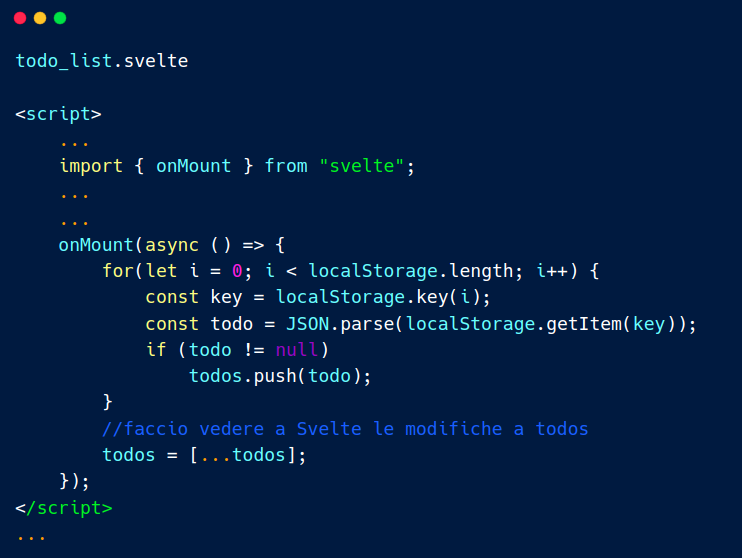 todo_list.svelte
<script>
...
import { onMount } from "svelte";
...
...
onMount(async () => {
for(let i = 0; i < localStorage.length; i++) {
const key = localStorage.key(i);
const todo = JSON.parse(localStorage.getItem(key));
if (todo != null)
todos.push(todo);
}
//faccio vedere a Svelte le modifiche a todos
todos = [...todos];
});
</script>
...